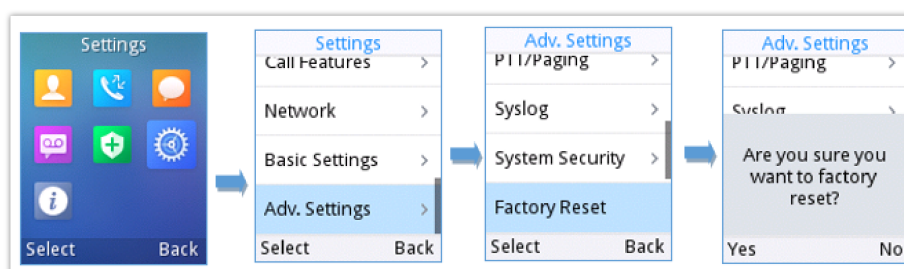 Settings
Select Back
Settings
Call Features
Network
Basic Settings
Adv. Settings
Select Back
Adv. Settings
PTT/Paging
Syslog
System Security
Factory Reset
Select Back
Adv. Settings
PTT/Paging
Syslog
Are you sure you
want to factory
reset?
Yes No